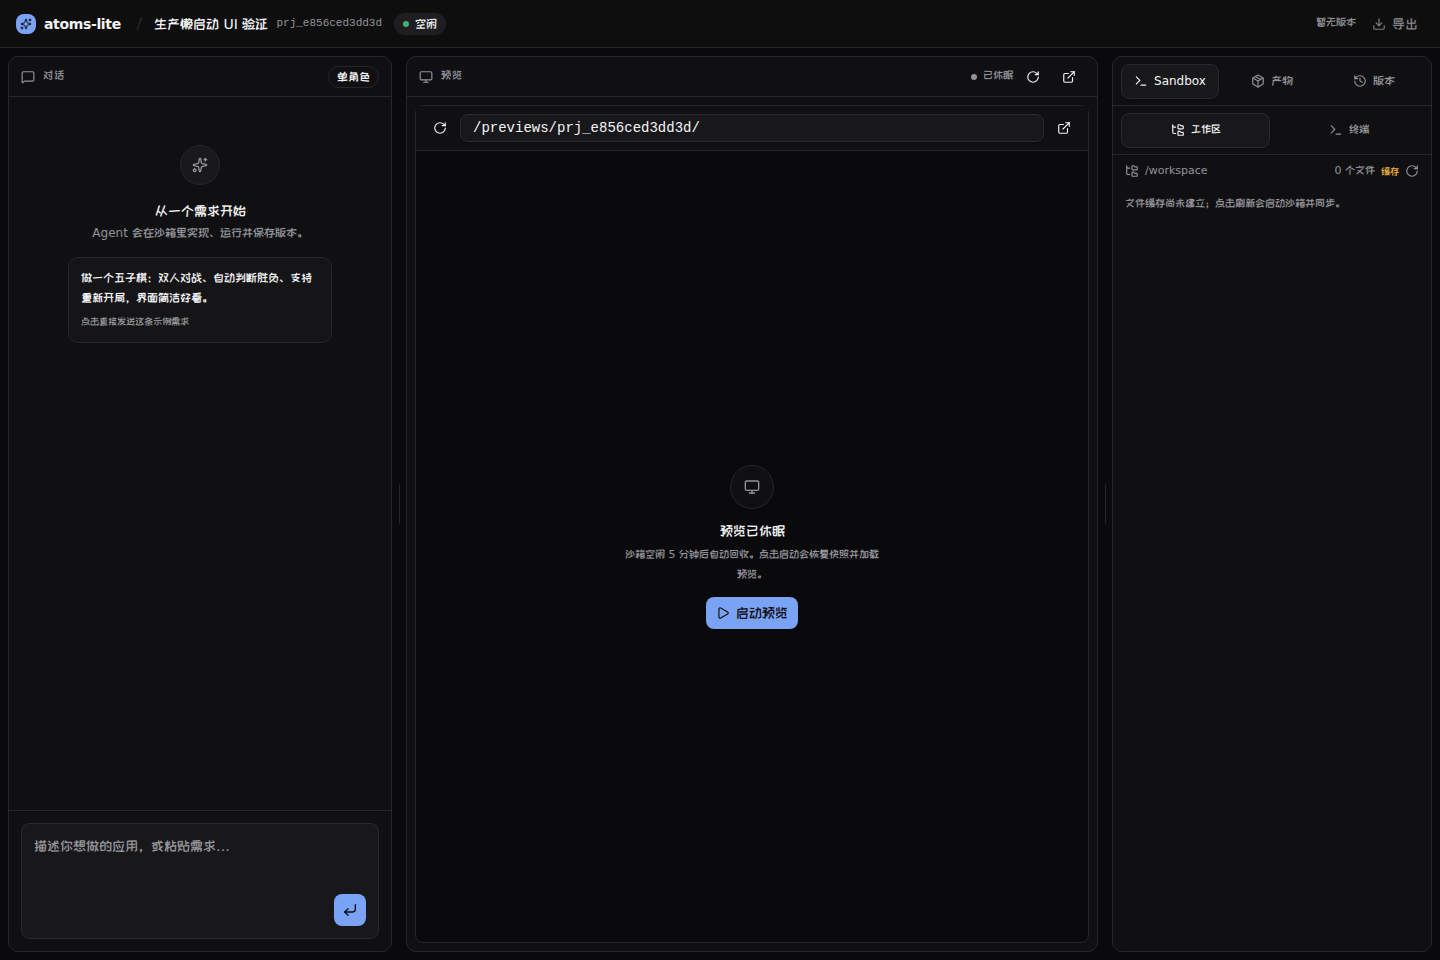 atoms-lite / 生产懒启动 UI 验证 prj_e856ced3dd3d 空闲
暂无版本 导出
对话 单角色
从一个需求开始
Agent 会在沙箱里实现、运行并保存版本。
做一个五子棋：双人对战、自动判断胜负、支持
重新开局，界面简洁好看。
点击直接发送这条示例需求
描述你想做的应用，或粘贴需求...
预览 已休眠
/previews/prj_e856ced3dd3d/
预览已休眠
沙箱空闲 5 分钟后自动回收。点击启动会恢复快照并加载
预览。
启动预览
Sandbox 产物 版本
工作区 终端
/workspace 0 个文件 缓存
文件缓存尚未建立；点击刷新会启动沙箱并同步。